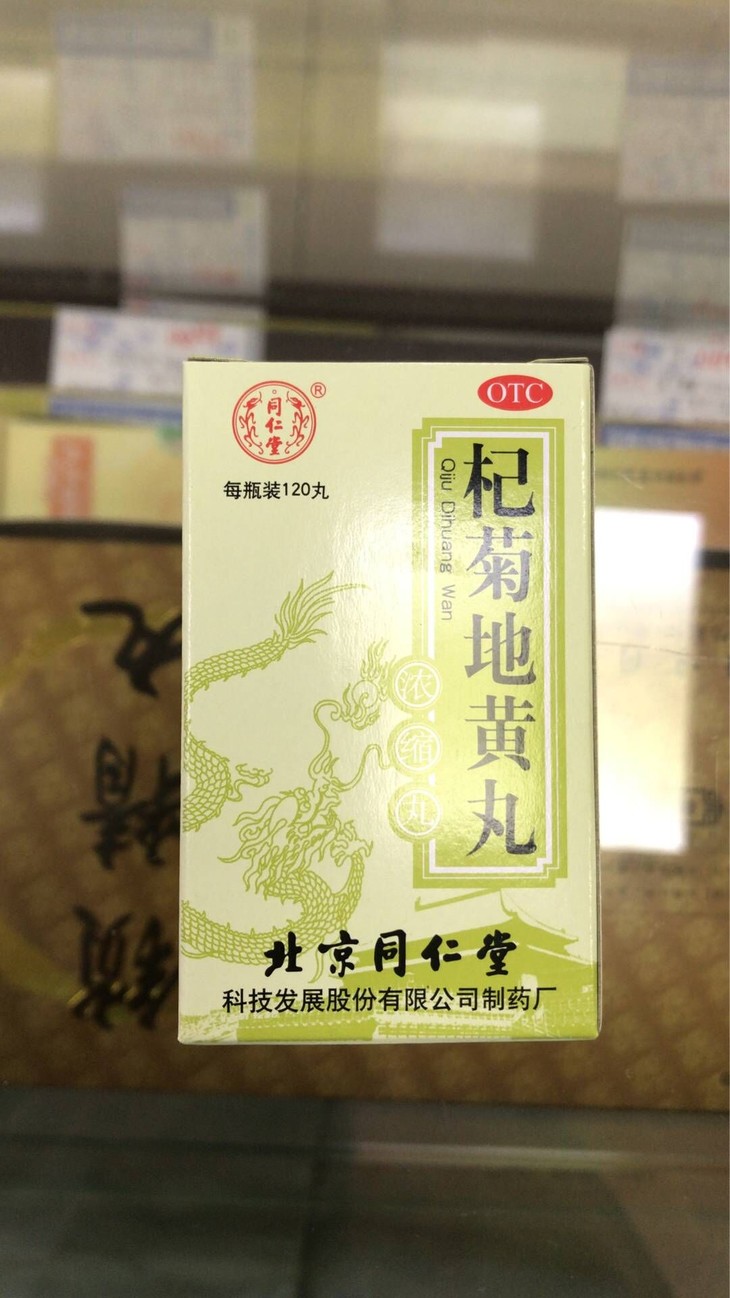 同仁堂
®
OTC
每瓶装120丸
杞菊地黄丸
Qiju Dihuang Wan
浓缩丸
北京同仁堂
科技发展股份有限公司制药厂